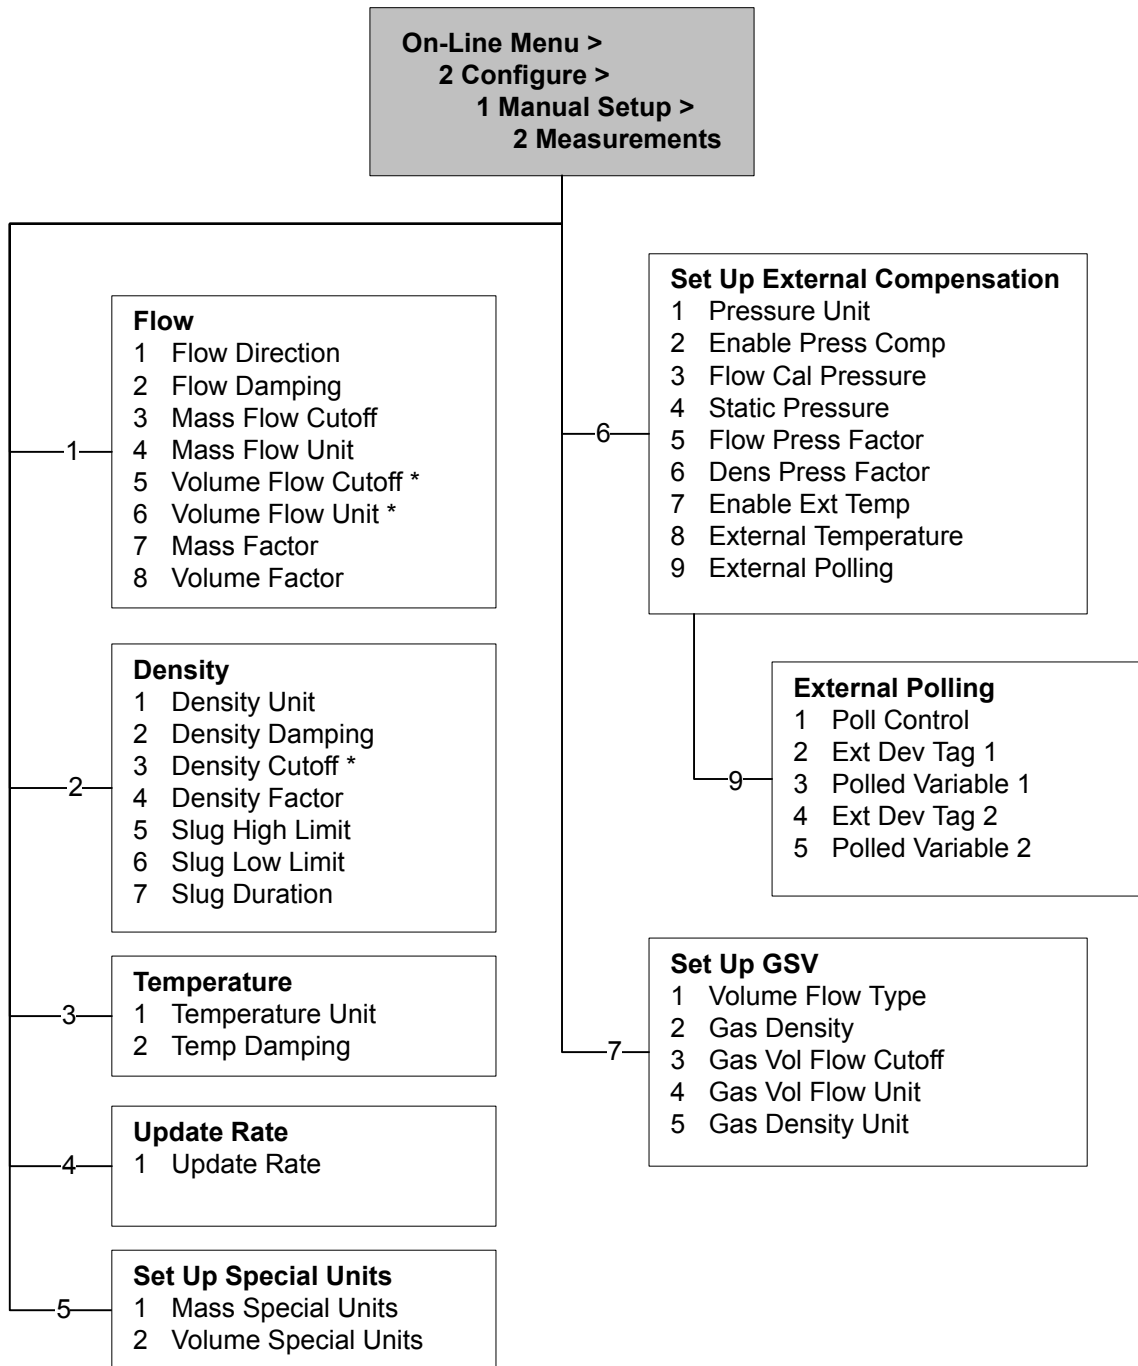 On-Line Menu >
2 Configure >
1 Manual Setup >
2 Measurements
1
Flow
1 Flow Direction
2 Flow Damping
3 Mass Flow Cutoff
4 Mass Flow Unit
5 Volume Flow Cutoff *
6 Volume Flow Unit *
7 Mass Factor
8 Volume Factor
2
Density
1 Density Unit
2 Density Damping
3 Density Cutoff *
4 Density Factor
5 Slug High Limit
6 Slug Low Limit
7 Slug Duration
3
Temperature
1 Temperature Unit
2 Temp Damping
4
Update Rate
1 Update Rate
5
Set Up Special Units
1 Mass Special Units
2 Volume Special Units
6
Set Up External Compensation
1 Pressure Unit
2 Enable Press Comp
3 Flow Cal Pressure
4 Static Pressure
5 Flow Press Factor
6 Dens Press Factor
7 Enable Ext Temp
8 External Temperature
9 External Polling
9
External Polling
1 Poll Control
2 Ext Dev Tag 1
3 Polled Variable 1
4 Ext Dev Tag 2
5 Polled Variable 2
7
Set Up GSV
1 Volume Flow Type
2 Gas Density
3 Gas Vol Flow Cutoff
4 Gas Vol Flow Unit
5 Gas Density Unit